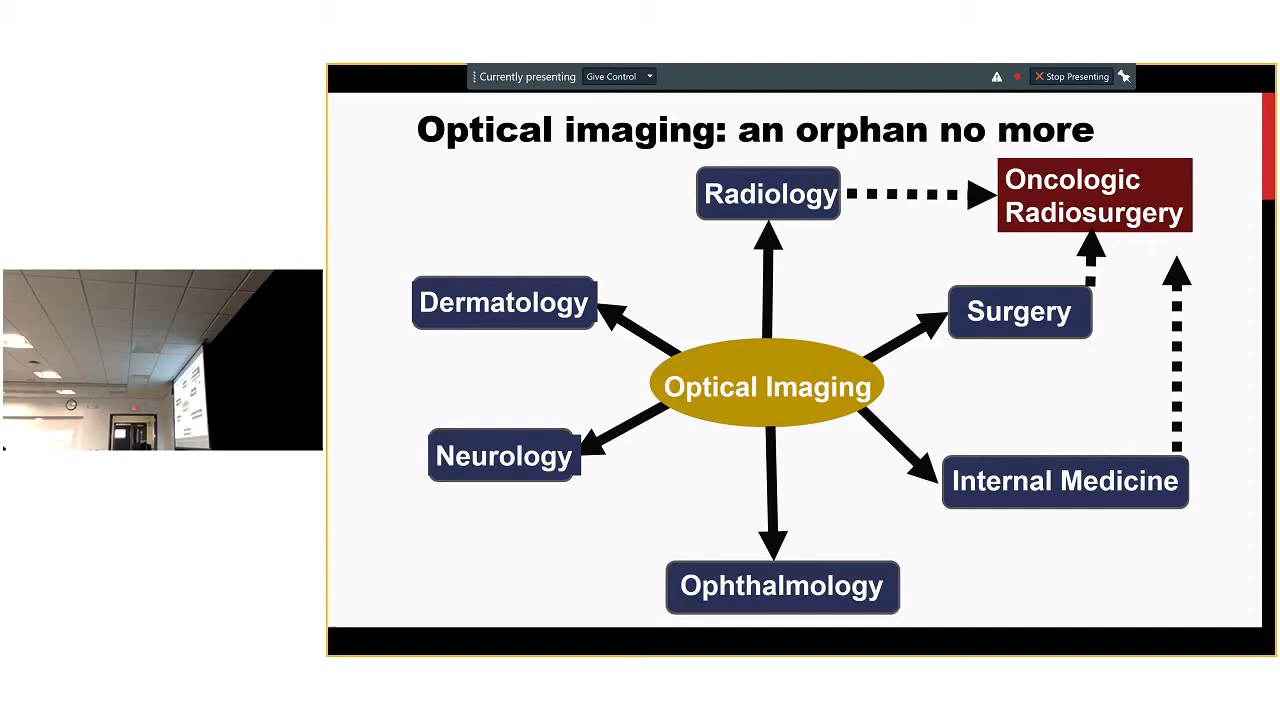 Currently presenting
Give Control
Stop Presenting
Optical imaging: an orphan no more
Radiology
Oncologic
Radiosurgery
Dermatology
Surgery
Optical Imaging
Neurology
Internal Medicine
Ophthalmology